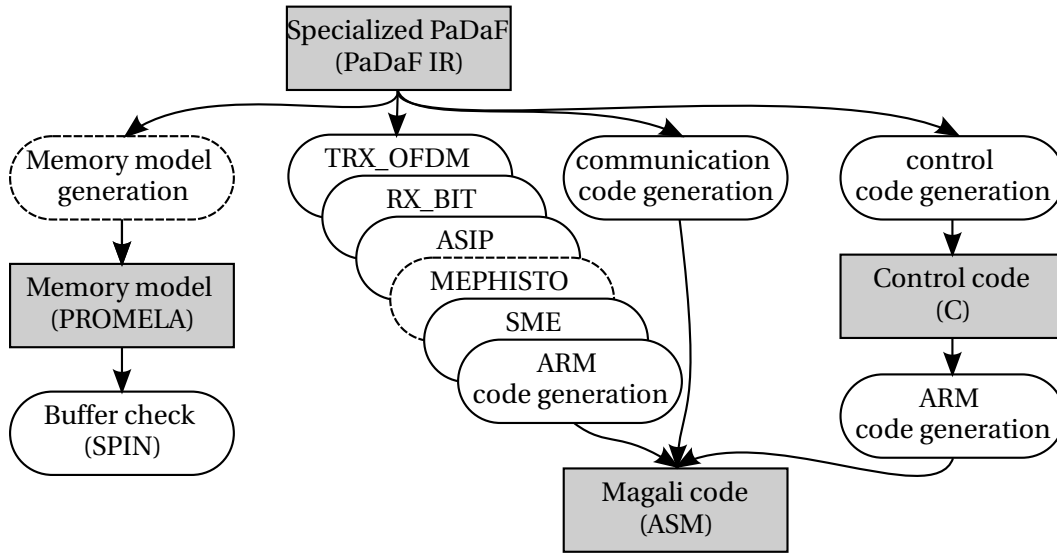 Specialized PaDaF
(PaDaF IR)
Memory model
generation
TRX_OFDM
RX_BIT
ASIP
MEPHISTO
SME
ARM
code generation
communication
code generation
control
code generation
Memory model
(PROMELA)
Control code
(C)
Buffer check
(SPIN)
ARM
code generation
Magali code
(ASM)